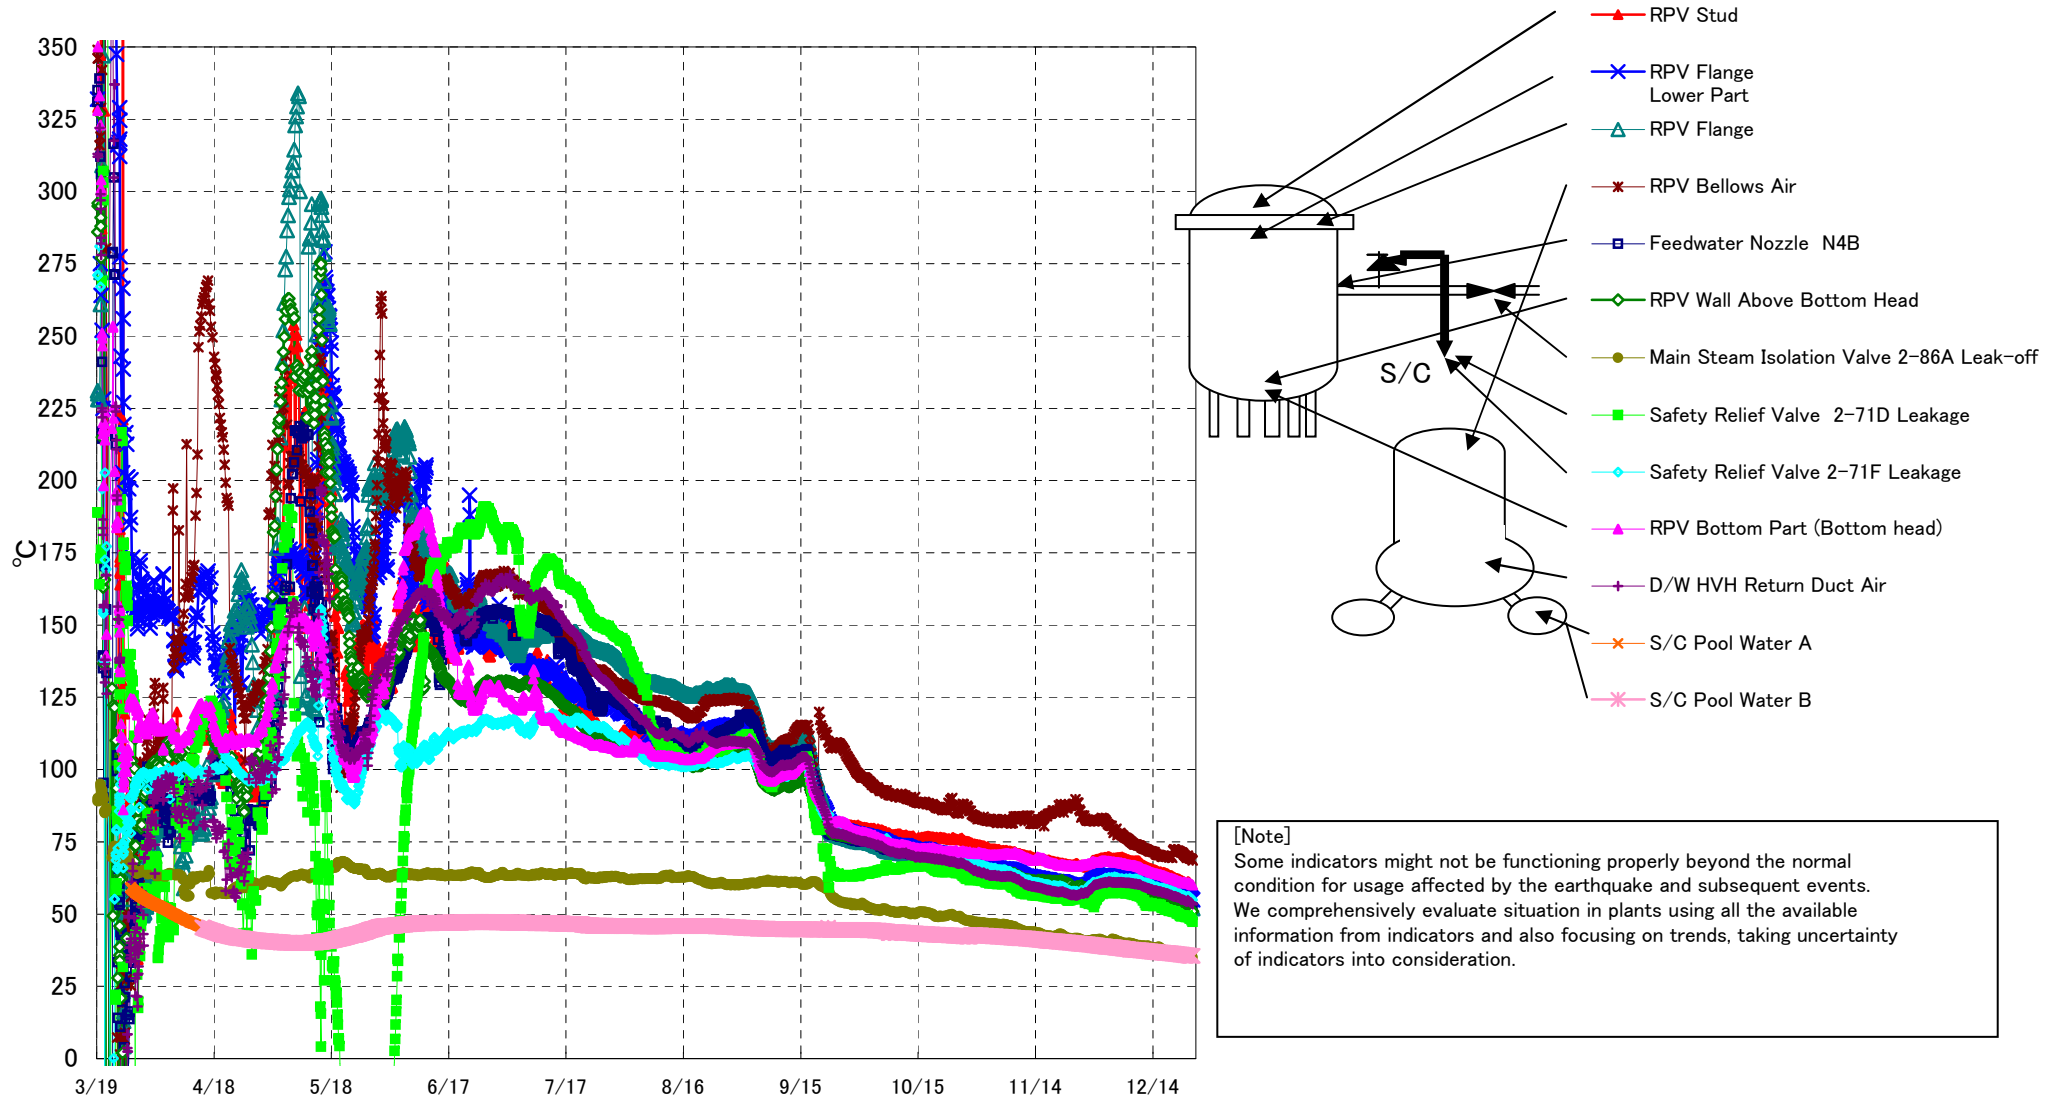 350
325
300
275
250
225
200
175
150
125
100
75
50
25
0
℃
3/19 4/18 5/18 6/17 7/17 8/16 9/15 10/15 11/14 12/14
RPV Stud
RPV Flange
Lower Part
RPV Flange
RPV Bellows Air
Feedwater Nozzle N4B
RPV Wall Above Bottom Head
Main Steam Isolation Valve 2-86A Leak-off
Safety Relief Valve 2-71D Leakage
Safety Relief Valve 2-71F Leakage
RPV Bottom Part (Bottom head)
D/W HVH Return Duct Air
S/C Pool Water A
S/C Pool Water B
S/C
[Note]
Some indicators might not be functioning properly beyond the normal
condition for usage affected by the earthquake and subsequent events.
We comprehensively evaluate situation in plants using all the available
information from indicators and also focusing on trends, taking uncertainty
of indicators into consideration.